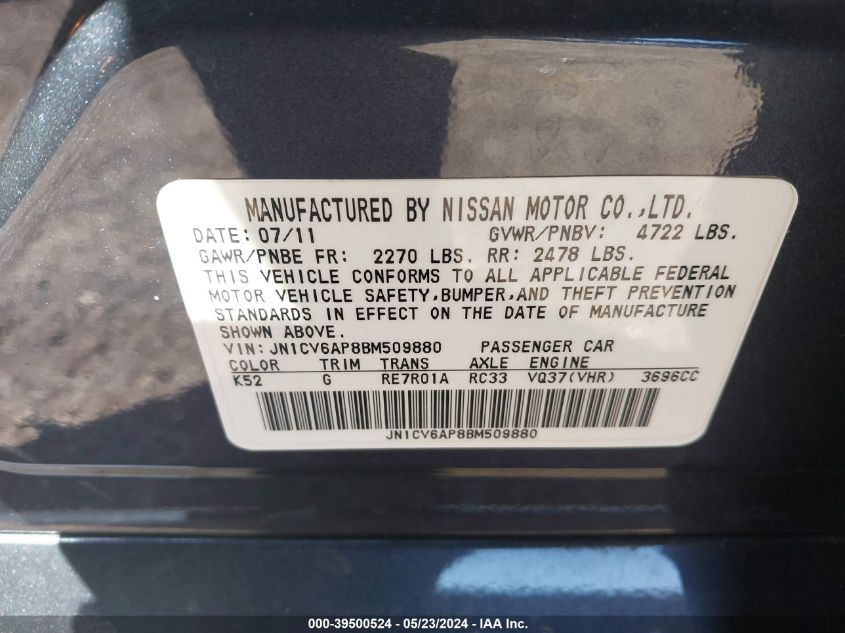 MANUFACTURED BY NISSAN MOTOR CO.,LTD.
DATE: 07/11 GVWR/PNBV: 4722 LBS.
GAWR/PNBE FR: 2270 LBS. RR: 2478 LBS.
THIS VEHICLE CONFORMS TO ALL APPLICABLE FEDERAL
MOTOR VEHICLE SAFETY,BUMPER,AND THEFT PREVENTION
STANDARDS IN EFFECT ON THE DATE OF MANUFACTURE
SHOWN ABOVE.
VIN:JN1CV6AP8BM509880 PASSENGER CAR
COLOR TRIM TRANS AXLE ENGINE
K52 G RE7R01A RC33 VQ37(VHR) 3696CC
JN1CV6AP8BM509880
000-39500524 - 05/23/2024 - IAA Inc.